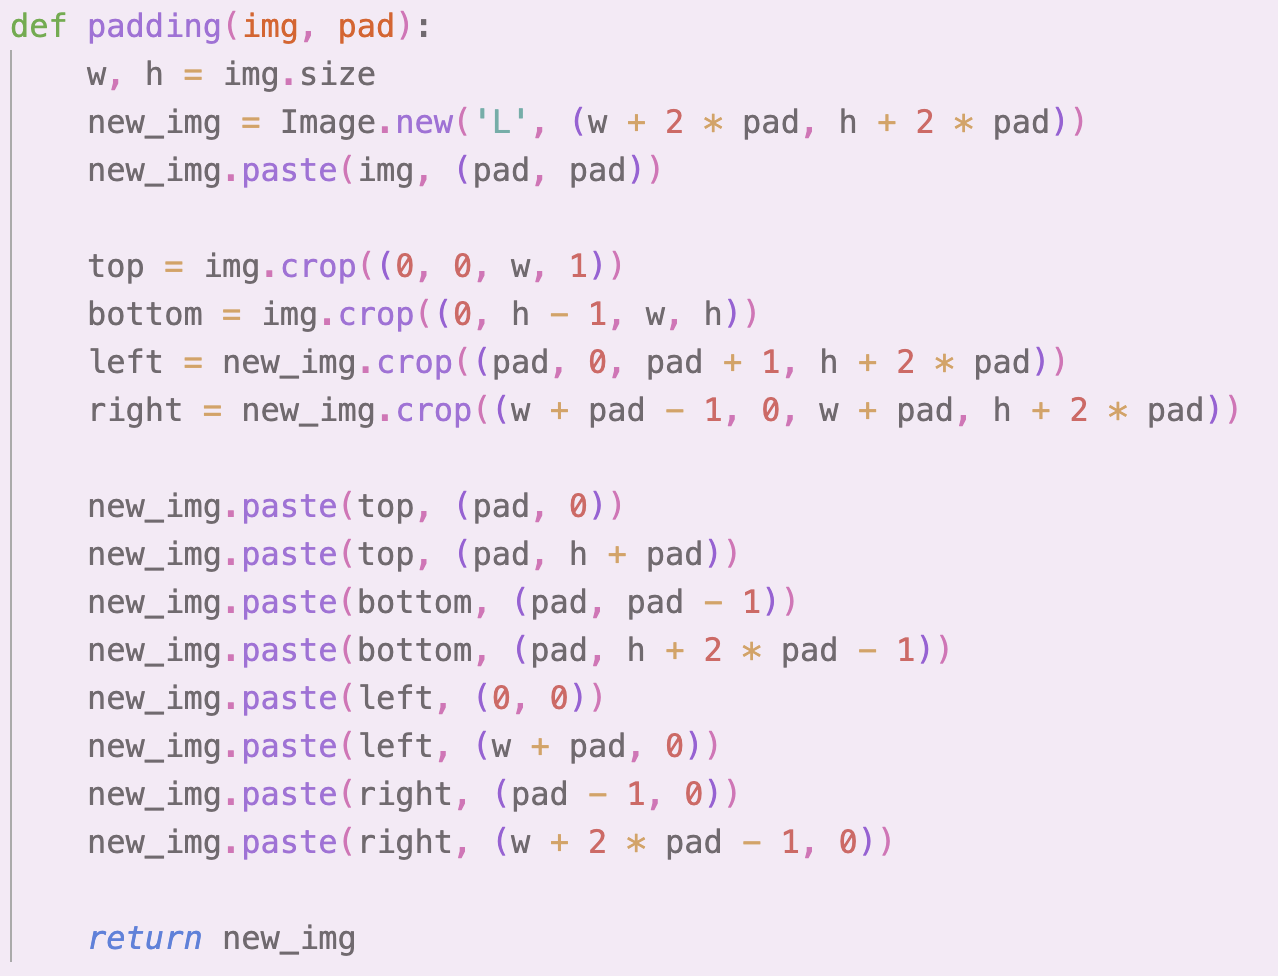 def padding(img, pad):
    w, h = img.size
    new_img = Image.new('L', (w + 2 * pad, h + 2 * pad))
    new_img.paste(img, (pad, pad))

    top = img.crop((0, 0, w, 1))
    bottom = img.crop((0, h - 1, w, h))
    left = new_img.crop((pad, 0, pad + 1, h + 2 * pad))
    right = new_img.crop((w + pad - 1, 0, w + pad, h + 2 * pad))

    new_img.paste(top, (pad, 0))
    new_img.paste(top, (pad, h + pad))
    new_img.paste(bottom, (pad, pad - 1))
    new_img.paste(bottom, (pad, h + 2 * pad - 1))
    new_img.paste(left, (0, 0))
    new_img.paste(left, (w + pad, 0))
    new_img.paste(right, (pad - 1, 0))
    new_img.paste(right, (w + 2 * pad - 1, 0))

    return new_img